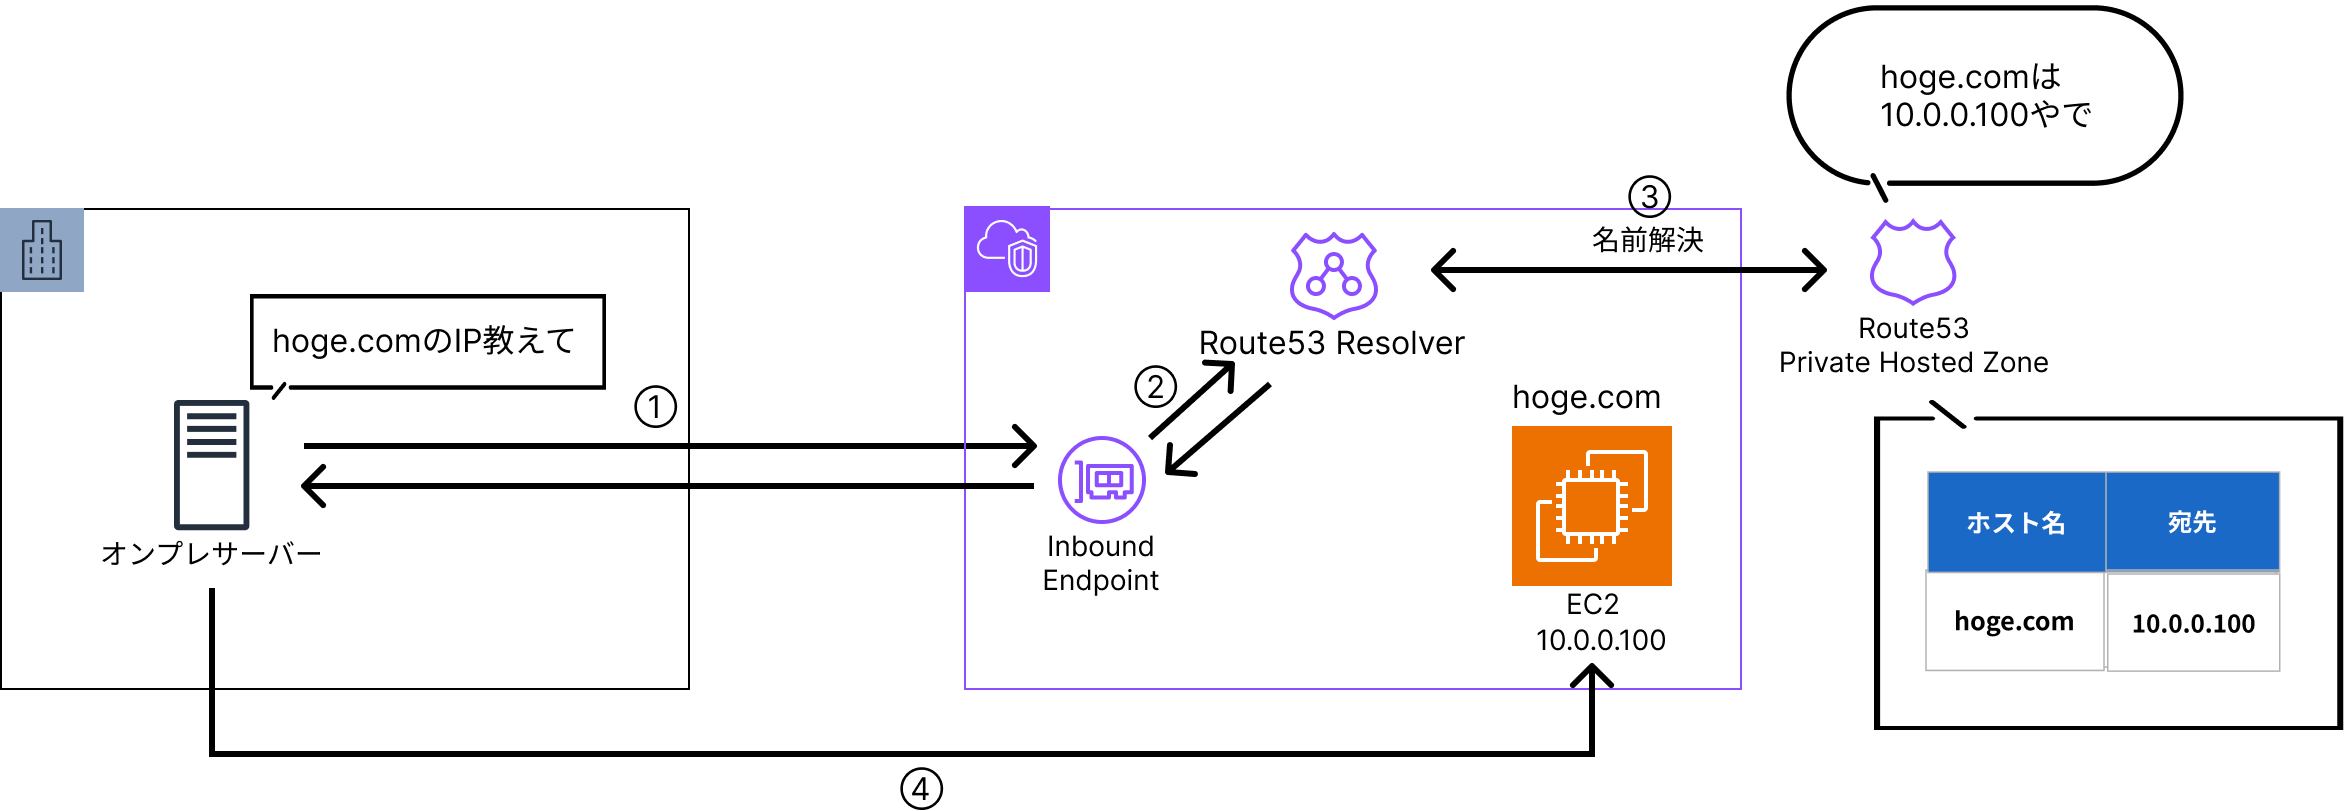 hoge.comは
10.0.0.100やで
③
名前解決
hoge.comのIP教えて
Route53 Resolver
Route53
Private Hosted Zone
①
②
hoge.com
オンプレサーバー
Inbound
Endpoint
EC2
10.0.0.100
ホスト名 宛先
hoge.com 10.0.0.100
④